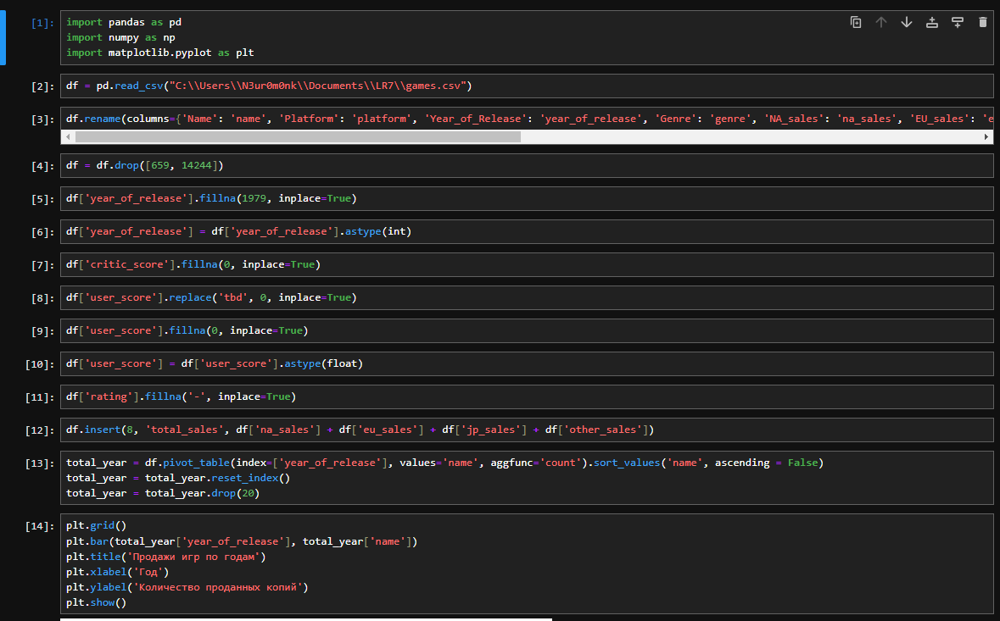 [1]: import pandas as pd
import numpy as np
import matplotlib.pyplot as plt
[2]: df = pd.read_csv("C:\\Users\\N3ur0m0nk\\Documents\\LR7\\games.csv")
[3]: df.rename(columns={'Name': 'name', 'Platform': 'platform', 'Year_of_Release': 'year_of_release', 'Genre': 'genre', 'NA_sales': 'na_sales', 'EU_sales': 'e
[4]: df = df.drop([659, 14244])
[5]: df['year_of_release'].fillna(1979, inplace=True)
[6]: df['year_of_release'] = df['year_of_release'].astype(int)
[7]: df['critic_score'].fillna(0, inplace=True)
[8]: df['user_score'].replace('tbd', 0, inplace=True)
[9]: df['user_score'].fillna(0, inplace=True)
[10]: df['user_score'] = df['user_score'].astype(float)
[11]: df['rating'].fillna('-', inplace=True)
[12]: df.insert(8, 'total_sales', df['na_sales'] + df['eu_sales'] + df['jp_sales'] + df['other_sales'])
[13]: total_year = df.pivot_table(index=['year_of_release'], values='name', aggfunc='count').sort_values('name', ascending = False)
total_year = total_year.reset_index()
total_year = total_year.drop(20)
[14]: plt.grid()
plt.bar(total_year['year_of_release'], total_year['name'])
plt.title('Продажи игр по годам')
plt.xlabel('Год')
plt.ylabel('Количество проданных копий')
plt.show()